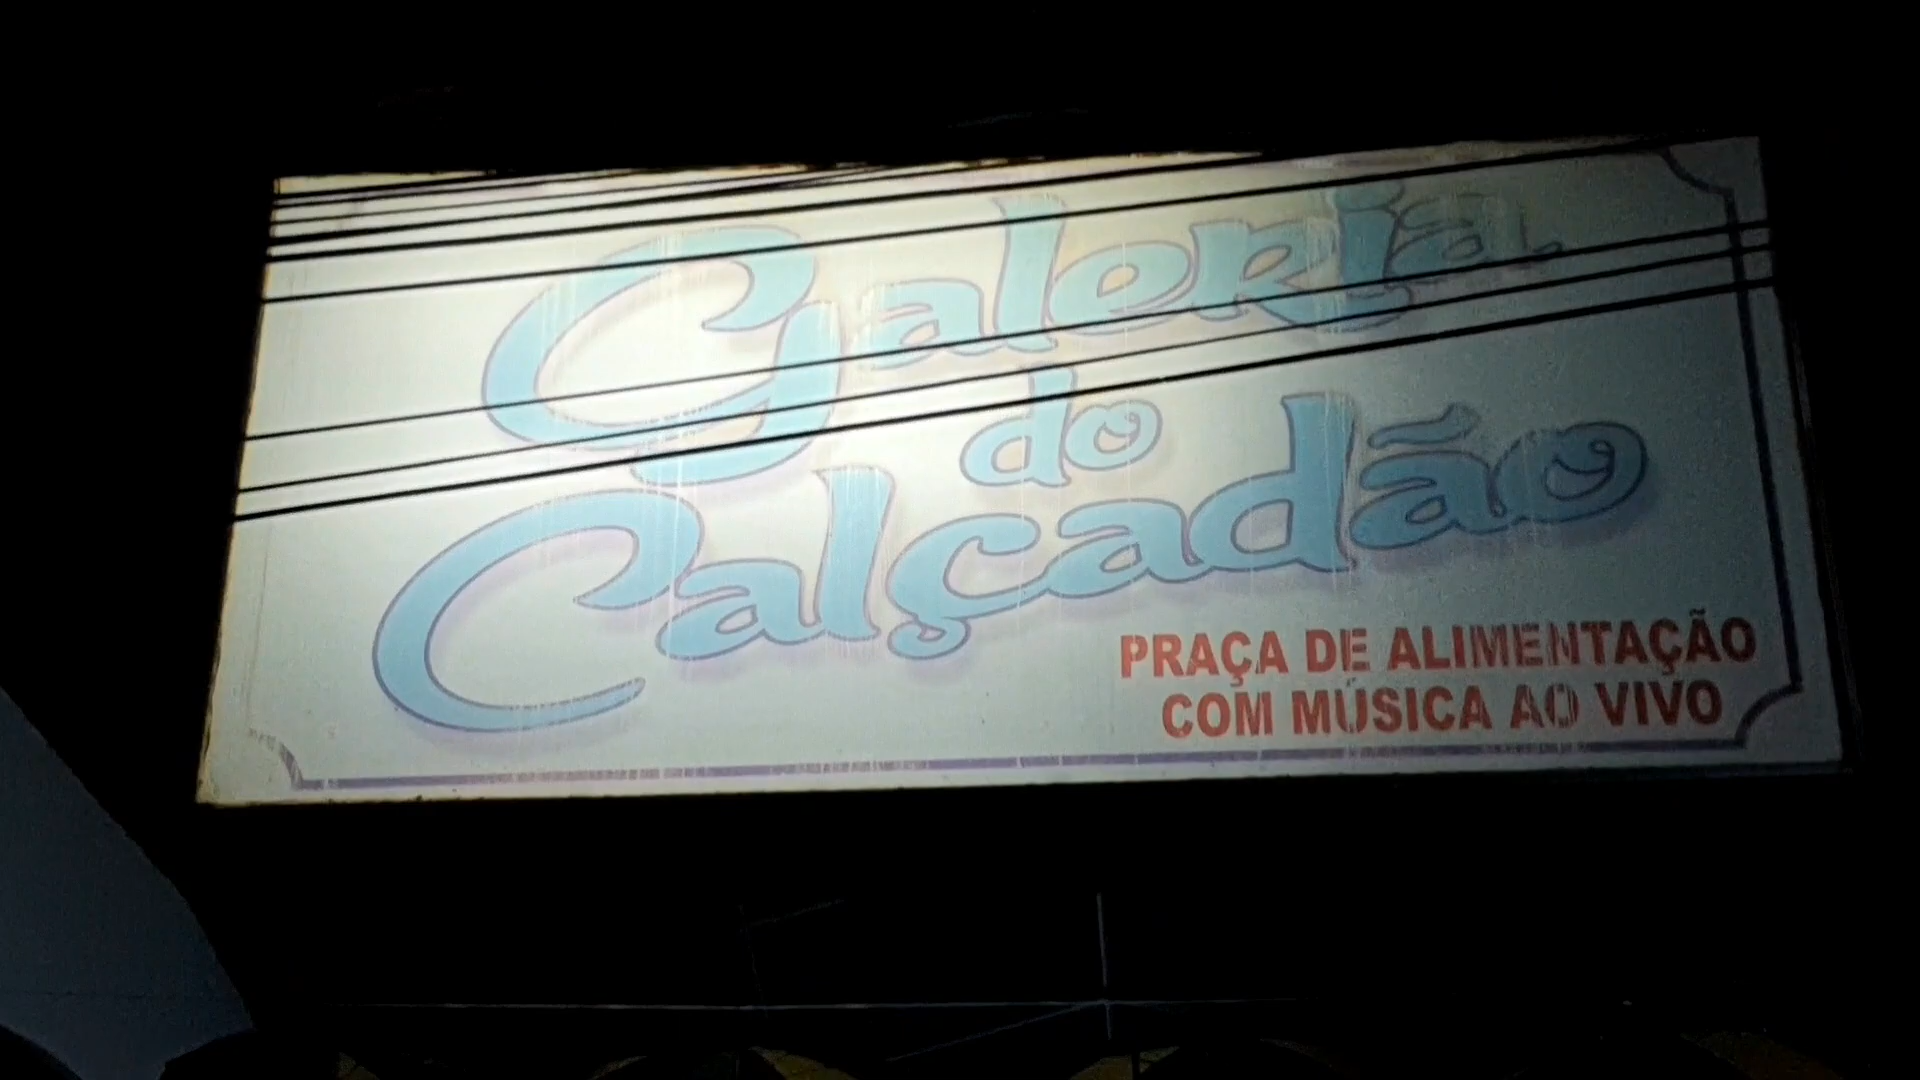 Galeria
do
Calçadão
PRAÇA DE ALIMENTAÇÃO
COM MÚSICA AO VIVO